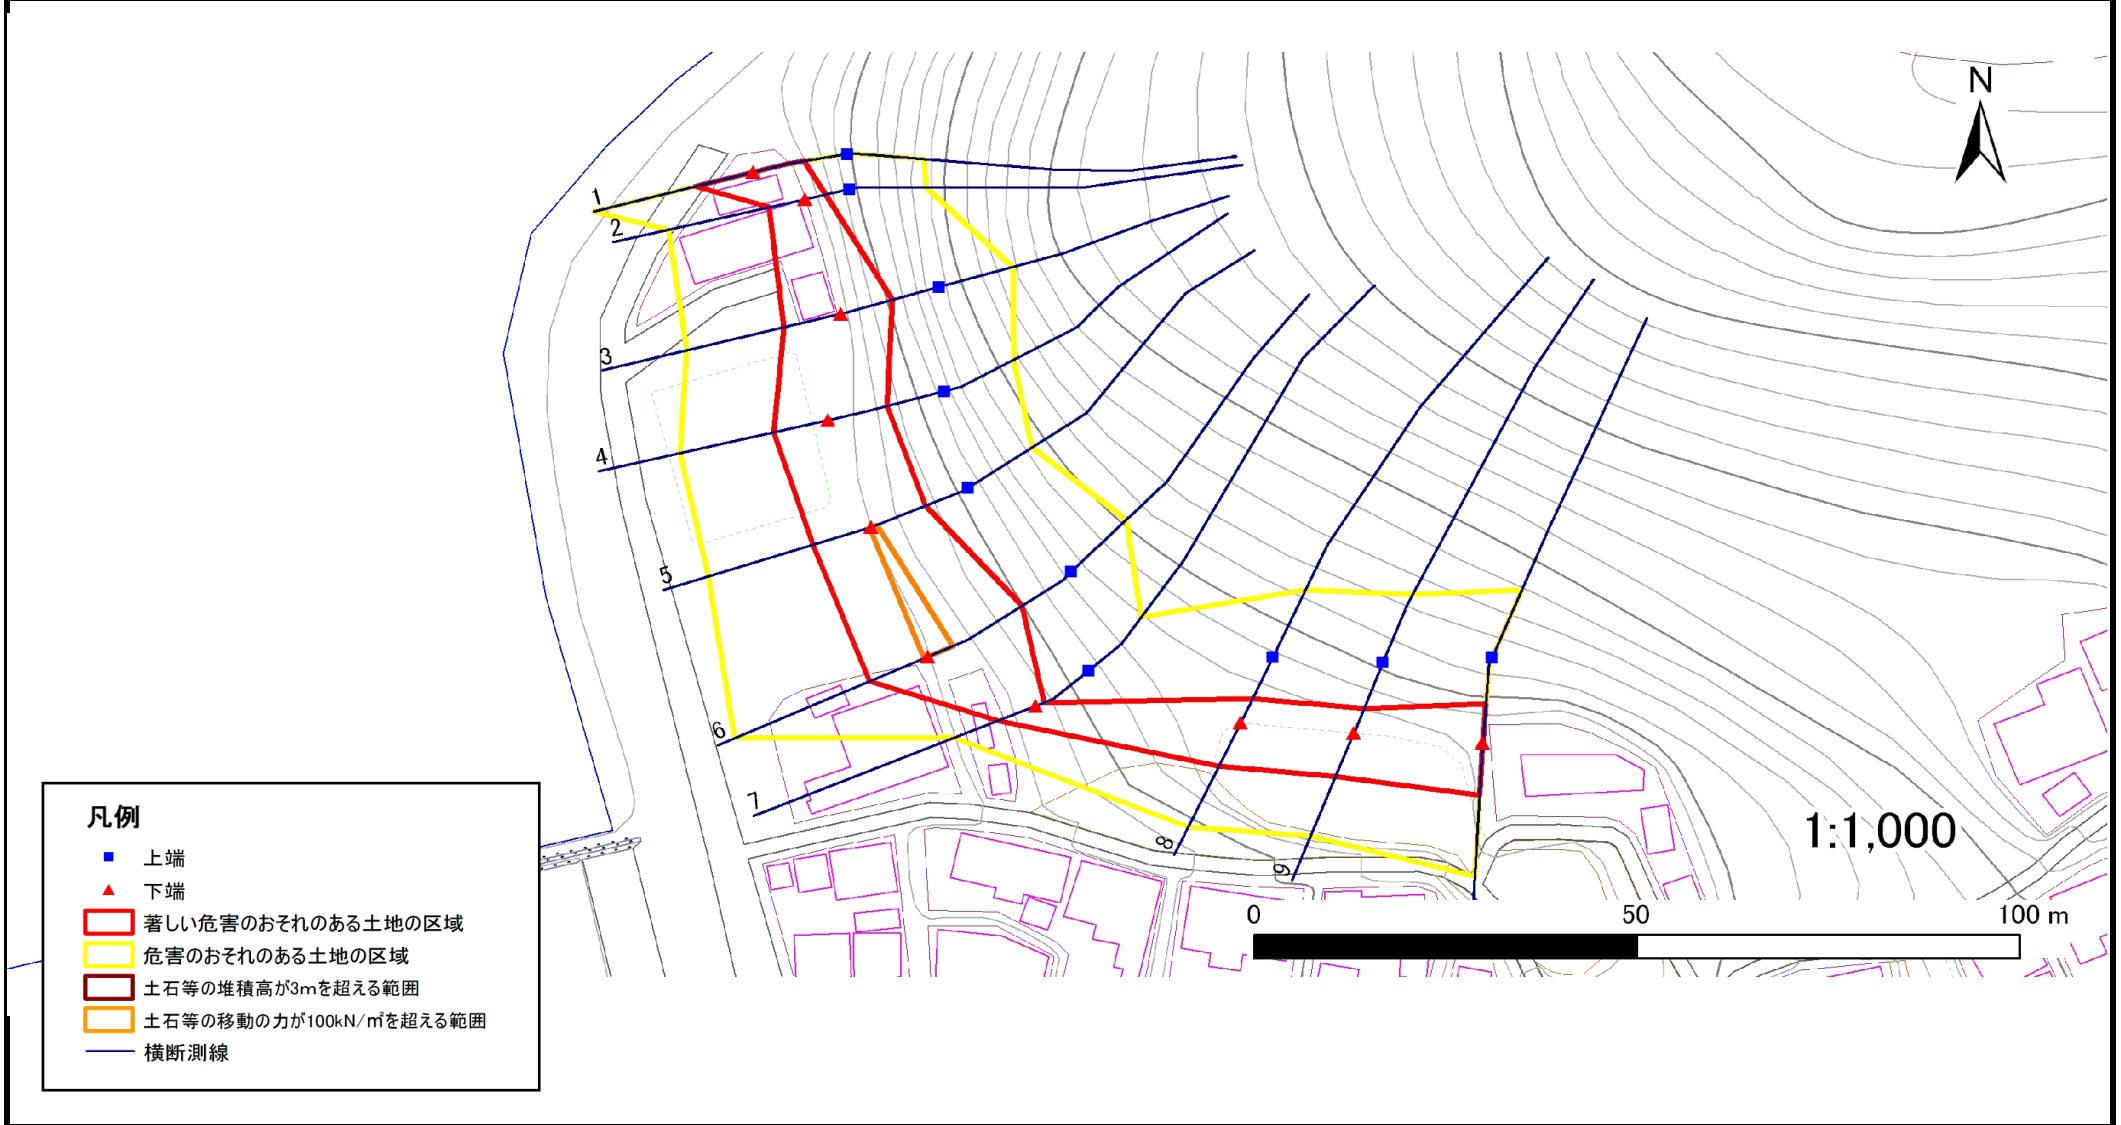 N
1
2
3
4
5
6
7
8
9
1:1,000
0 50 100 m
凡例
上端
下端
著しい危害のおそれのある土地の区域
危害のおそれのある土地の区域
土石等の堆積高が3mを超える範囲
土石等の移動の力が100kN/㎡を超える範囲
横断測線